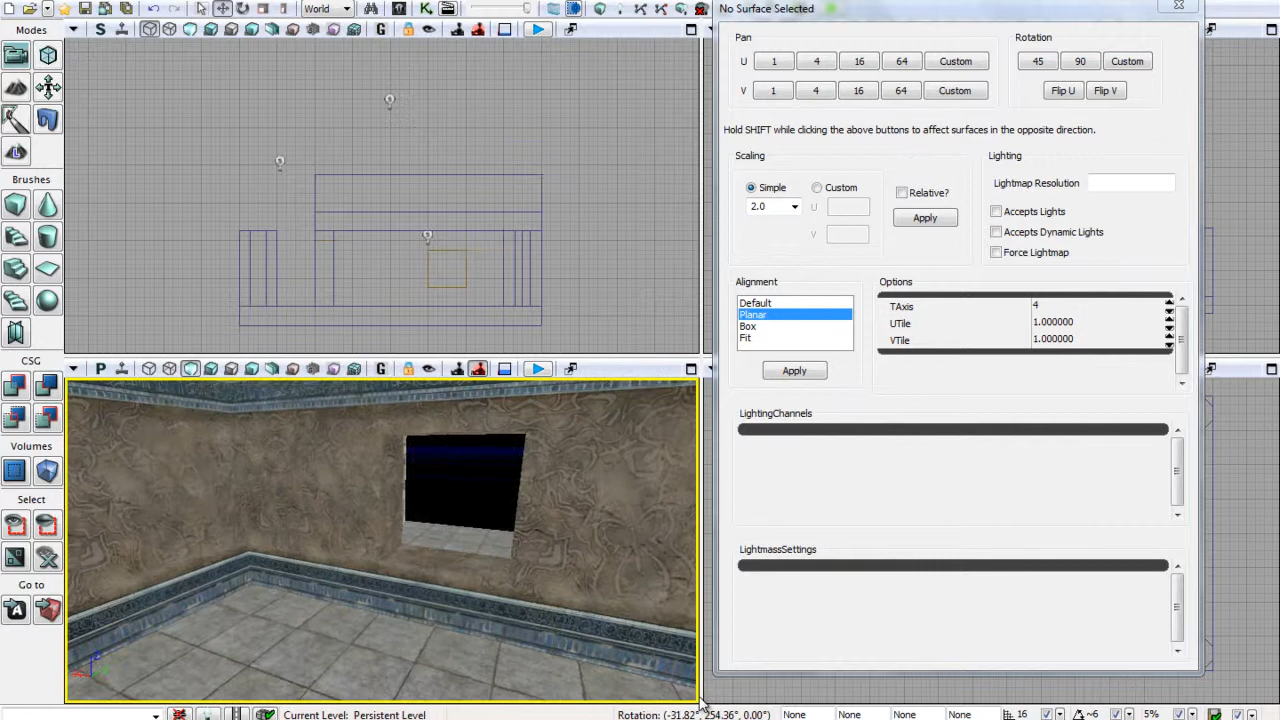 World
No Surface Selected
S
G
Modes
Pan
Rotation
U 1 4 16 64 Custom
45 90 Custom
V 1 4 16 64 Custom
Flip U Flip V
Hold SHIFT while clicking the above buttons to affect surfaces in the opposite direction.
Scaling
Lighting
Simple Custom
Relative?
Lightmap Resolution
2.0
U
Apply
Accepts Lights
V
Accepts Dynamic Lights
Force Lightmap
Brushes
Alignment
Options
Default
Planar
Box
Fit
TAxis 4
UTile 1.000000
VTile 1.000000
Apply
CSG
P
G
LightingChannels
Volumes
Select
LightmassSettings
Go to
A
Current Level: Persistent Level
Rotation: (-31.82°, 254.36°, 0.00°)
None None None None
16
6
5%